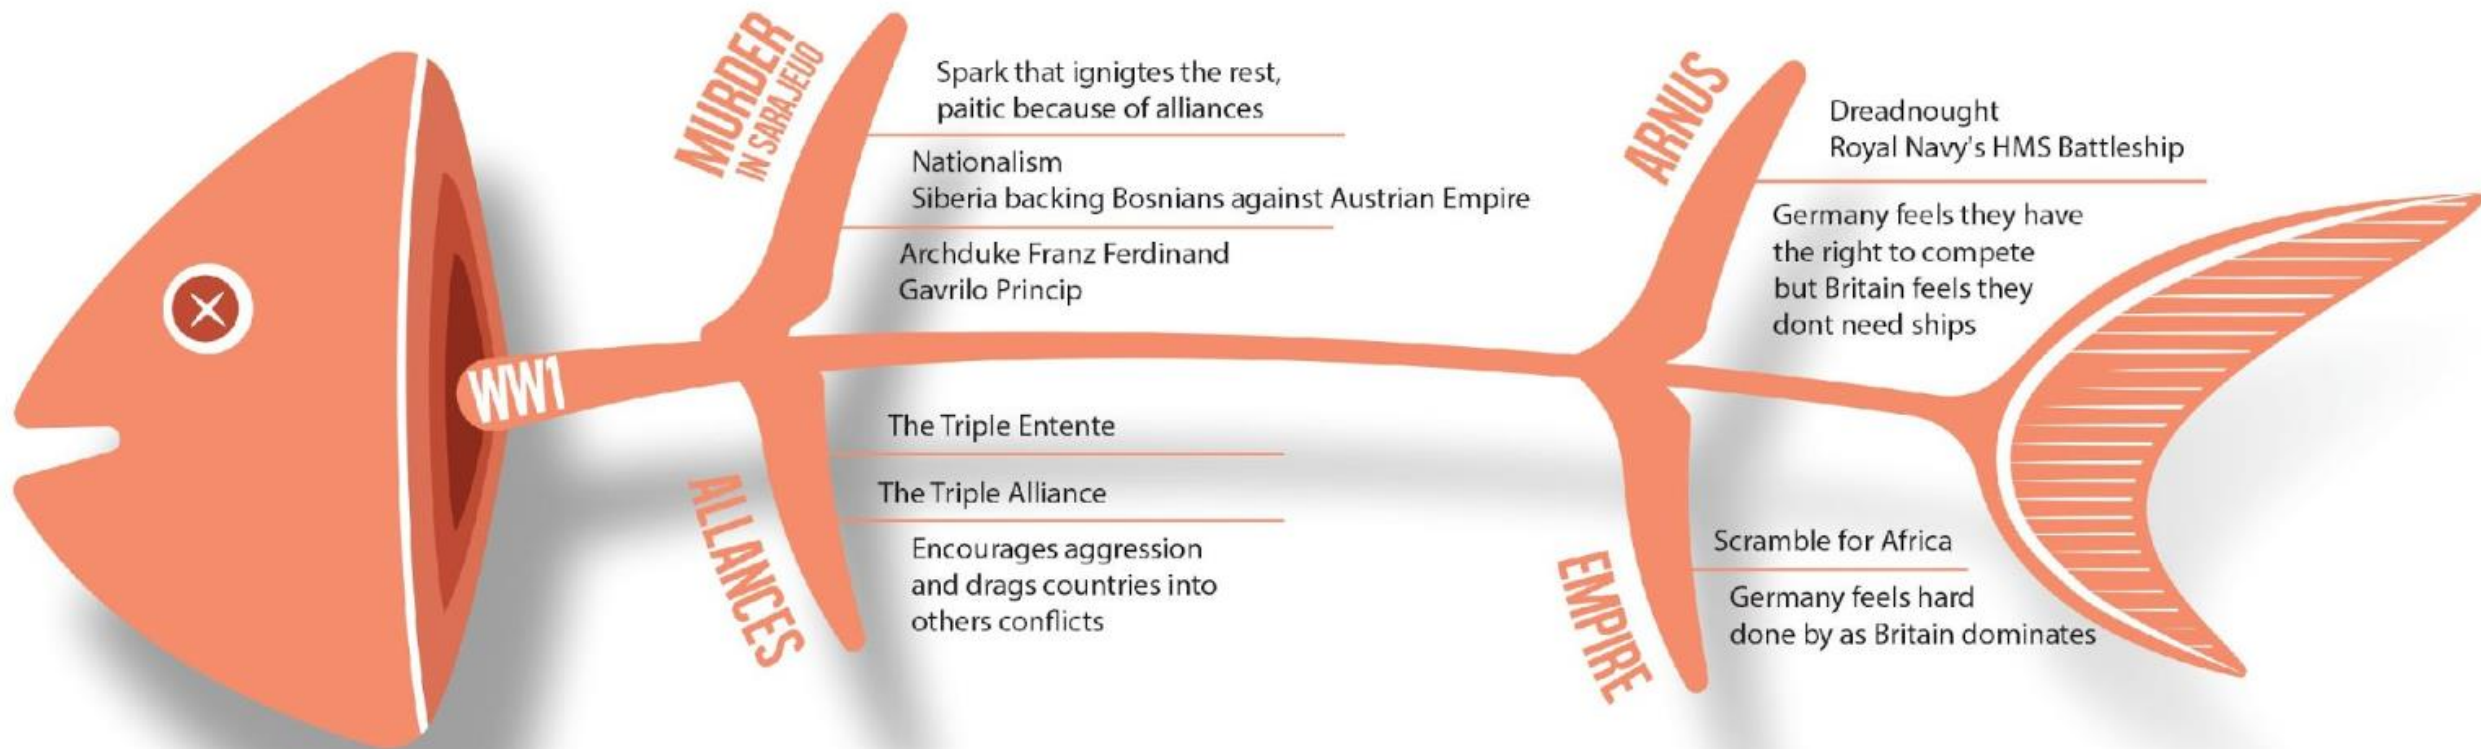 WW1
MURDER
IN SARAJEUO
Spark that ignigtes the rest,
paitic because of alliances
Nationalism
Siberia backing Bosnians against Austrian Empire
Archduke Franz Ferdinand
Gavrilo Princip
ARNUS
Dreadnought
Royal Navy's HMS Battleship
Germany feels they have
the right to compete
but Britain feels they
dont need ships
ALLANCES
The Triple Entente
The Triple Alliance
Encourages aggression
and drags countries into
others conflicts
EMPIRE
Scramble for Africa
Germany feels hard
done by as Britain dominates